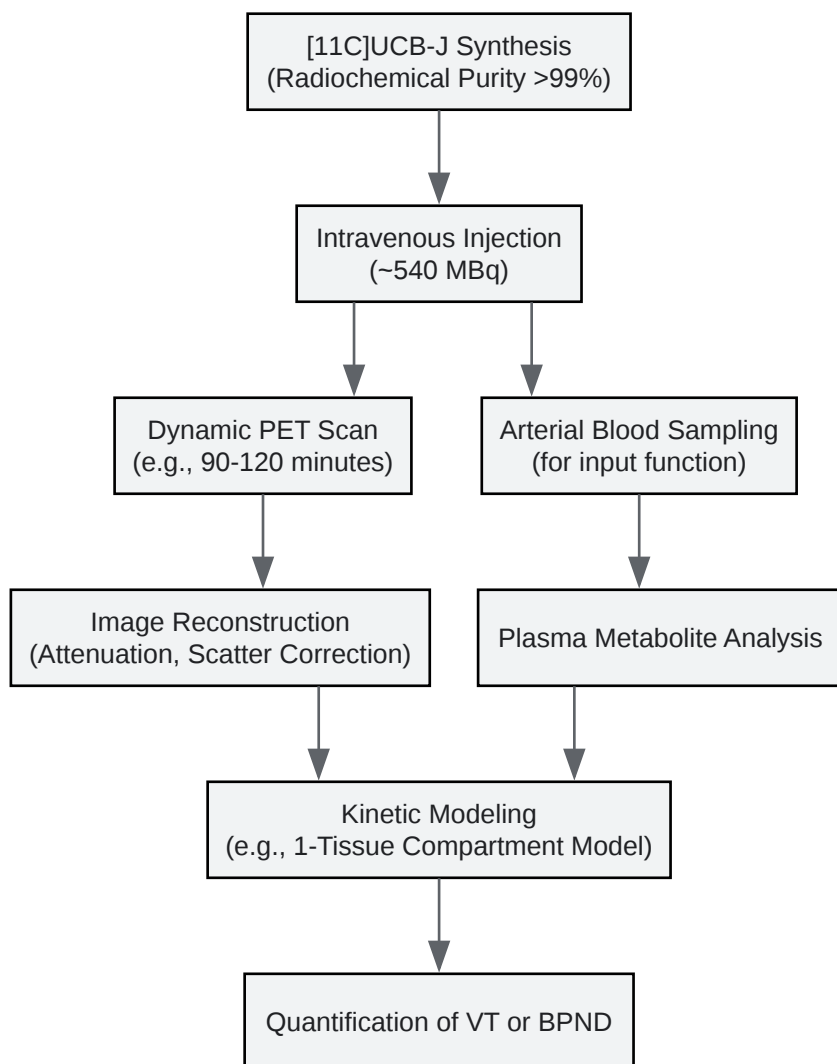 [11C]UCB-J Synthesis
(Radiochemical Purity >99%)
Intravenous Injection
(~540 MBq)
Dynamic PET Scan
(e.g., 90-120 minutes)
Arterial Blood Sampling
(for input function)
Image Reconstruction
(Attenuation, Scatter Correction)
Plasma Metabolite Analysis
Kinetic Modeling
(e.g., 1-Tissue Compartment Model)
Quantification of VT or BPND